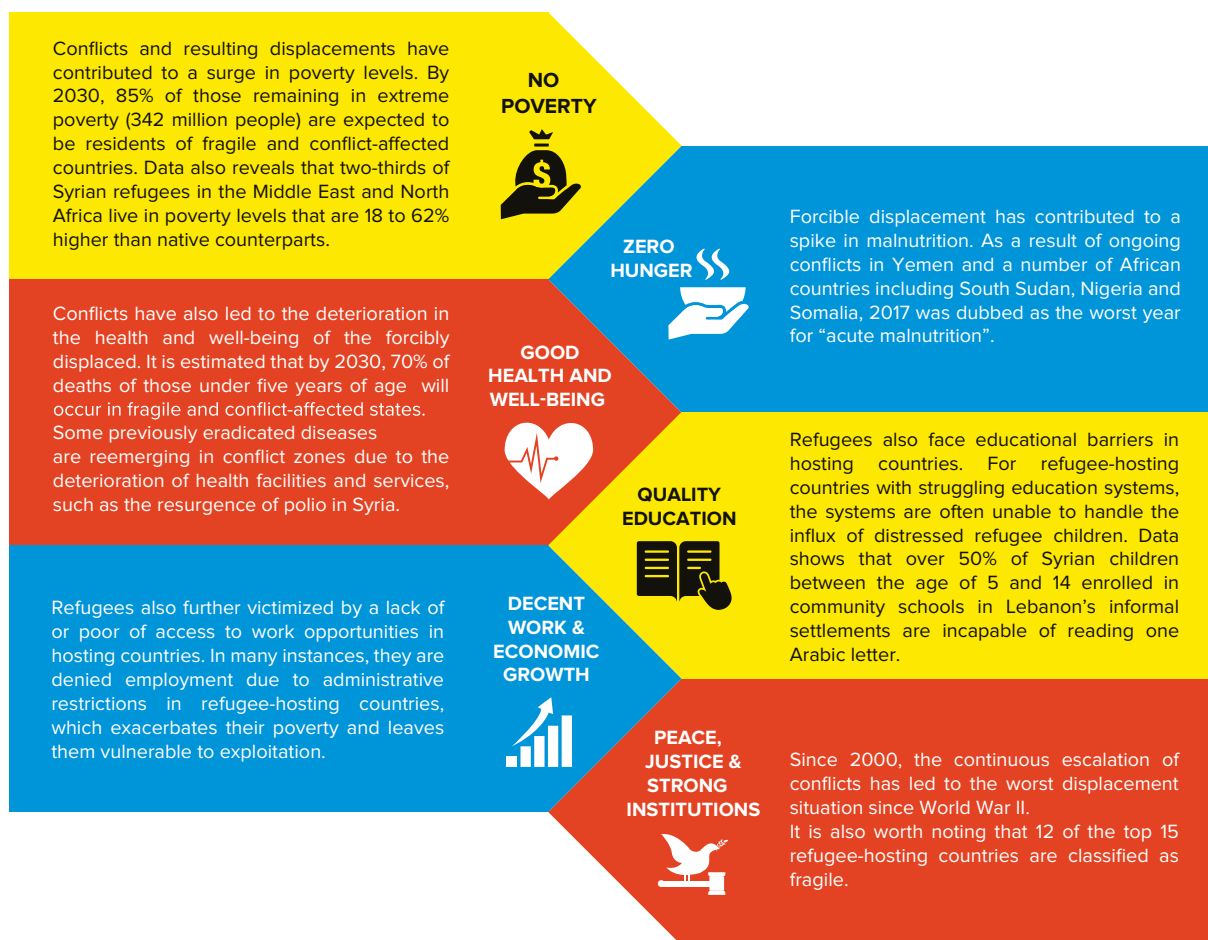 Conflicts and resulting displacements have
contributed to a surge in poverty levels. By
2030, 85% of those remaining in extreme
poverty (342 million people) are expected to
be residents of fragile and conflict-affected
countries. Data also reveals that two-thirds of
Syrian refugees in the Middle East and North
Africa live in poverty levels that are 18 to 62%
higher than native counterparts.
NO
POVERTY
$
ZERO
HUNGER
Forcible displacement has contributed to a
spike in malnutrition. As a result of ongoing
conflicts in Yemen and a number of African
countries including South Sudan, Nigeria and
Somalia, 2017 was dubbed as the worst year
for “acute malnutrition”.
Conflicts have also led to the deterioration in
the health and well-being of the forcibly
displaced. It is estimated that by 2030, 70% of
deaths of those under five years of age will
occur in fragile and conflict-affected states.
Some previously eradicated diseases
are reemerging in conflict zones due to the
deterioration of health facilities and services,
such as the resurgence of polio in Syria.
GOOD
HEALTH AND
WELL-BEING
QUALITY
EDUCATION
Refugees also face educational barriers in
hosting countries. For refugee-hosting
countries with struggling education systems,
the systems are often unable to handle the
influx of distressed refugee children. Data
shows that over 50% of Syrian children
between the age of 5 and 14 enrolled in
community schools in Lebanon’s informal
settlements are incapable of reading one
Arabic letter.
Refugees also further victimized by a lack of
or poor of access to work opportunities in
hosting countries. In many instances, they are
denied employment due to administrative
restrictions in refugee-hosting countries,
which exacerbates their poverty and leaves
them vulnerable to exploitation.
DECENT
WORK &
ECONOMIC
GROWTH
PEACE,
JUSTICE &
STRONG
INSTITUTIONS
Since 2000, the continuous escalation of
conflicts has led to the worst displacement
situation since World War II.
It is also worth noting that 12 of the top 15
refugee-hosting countries are classified as
fragile.